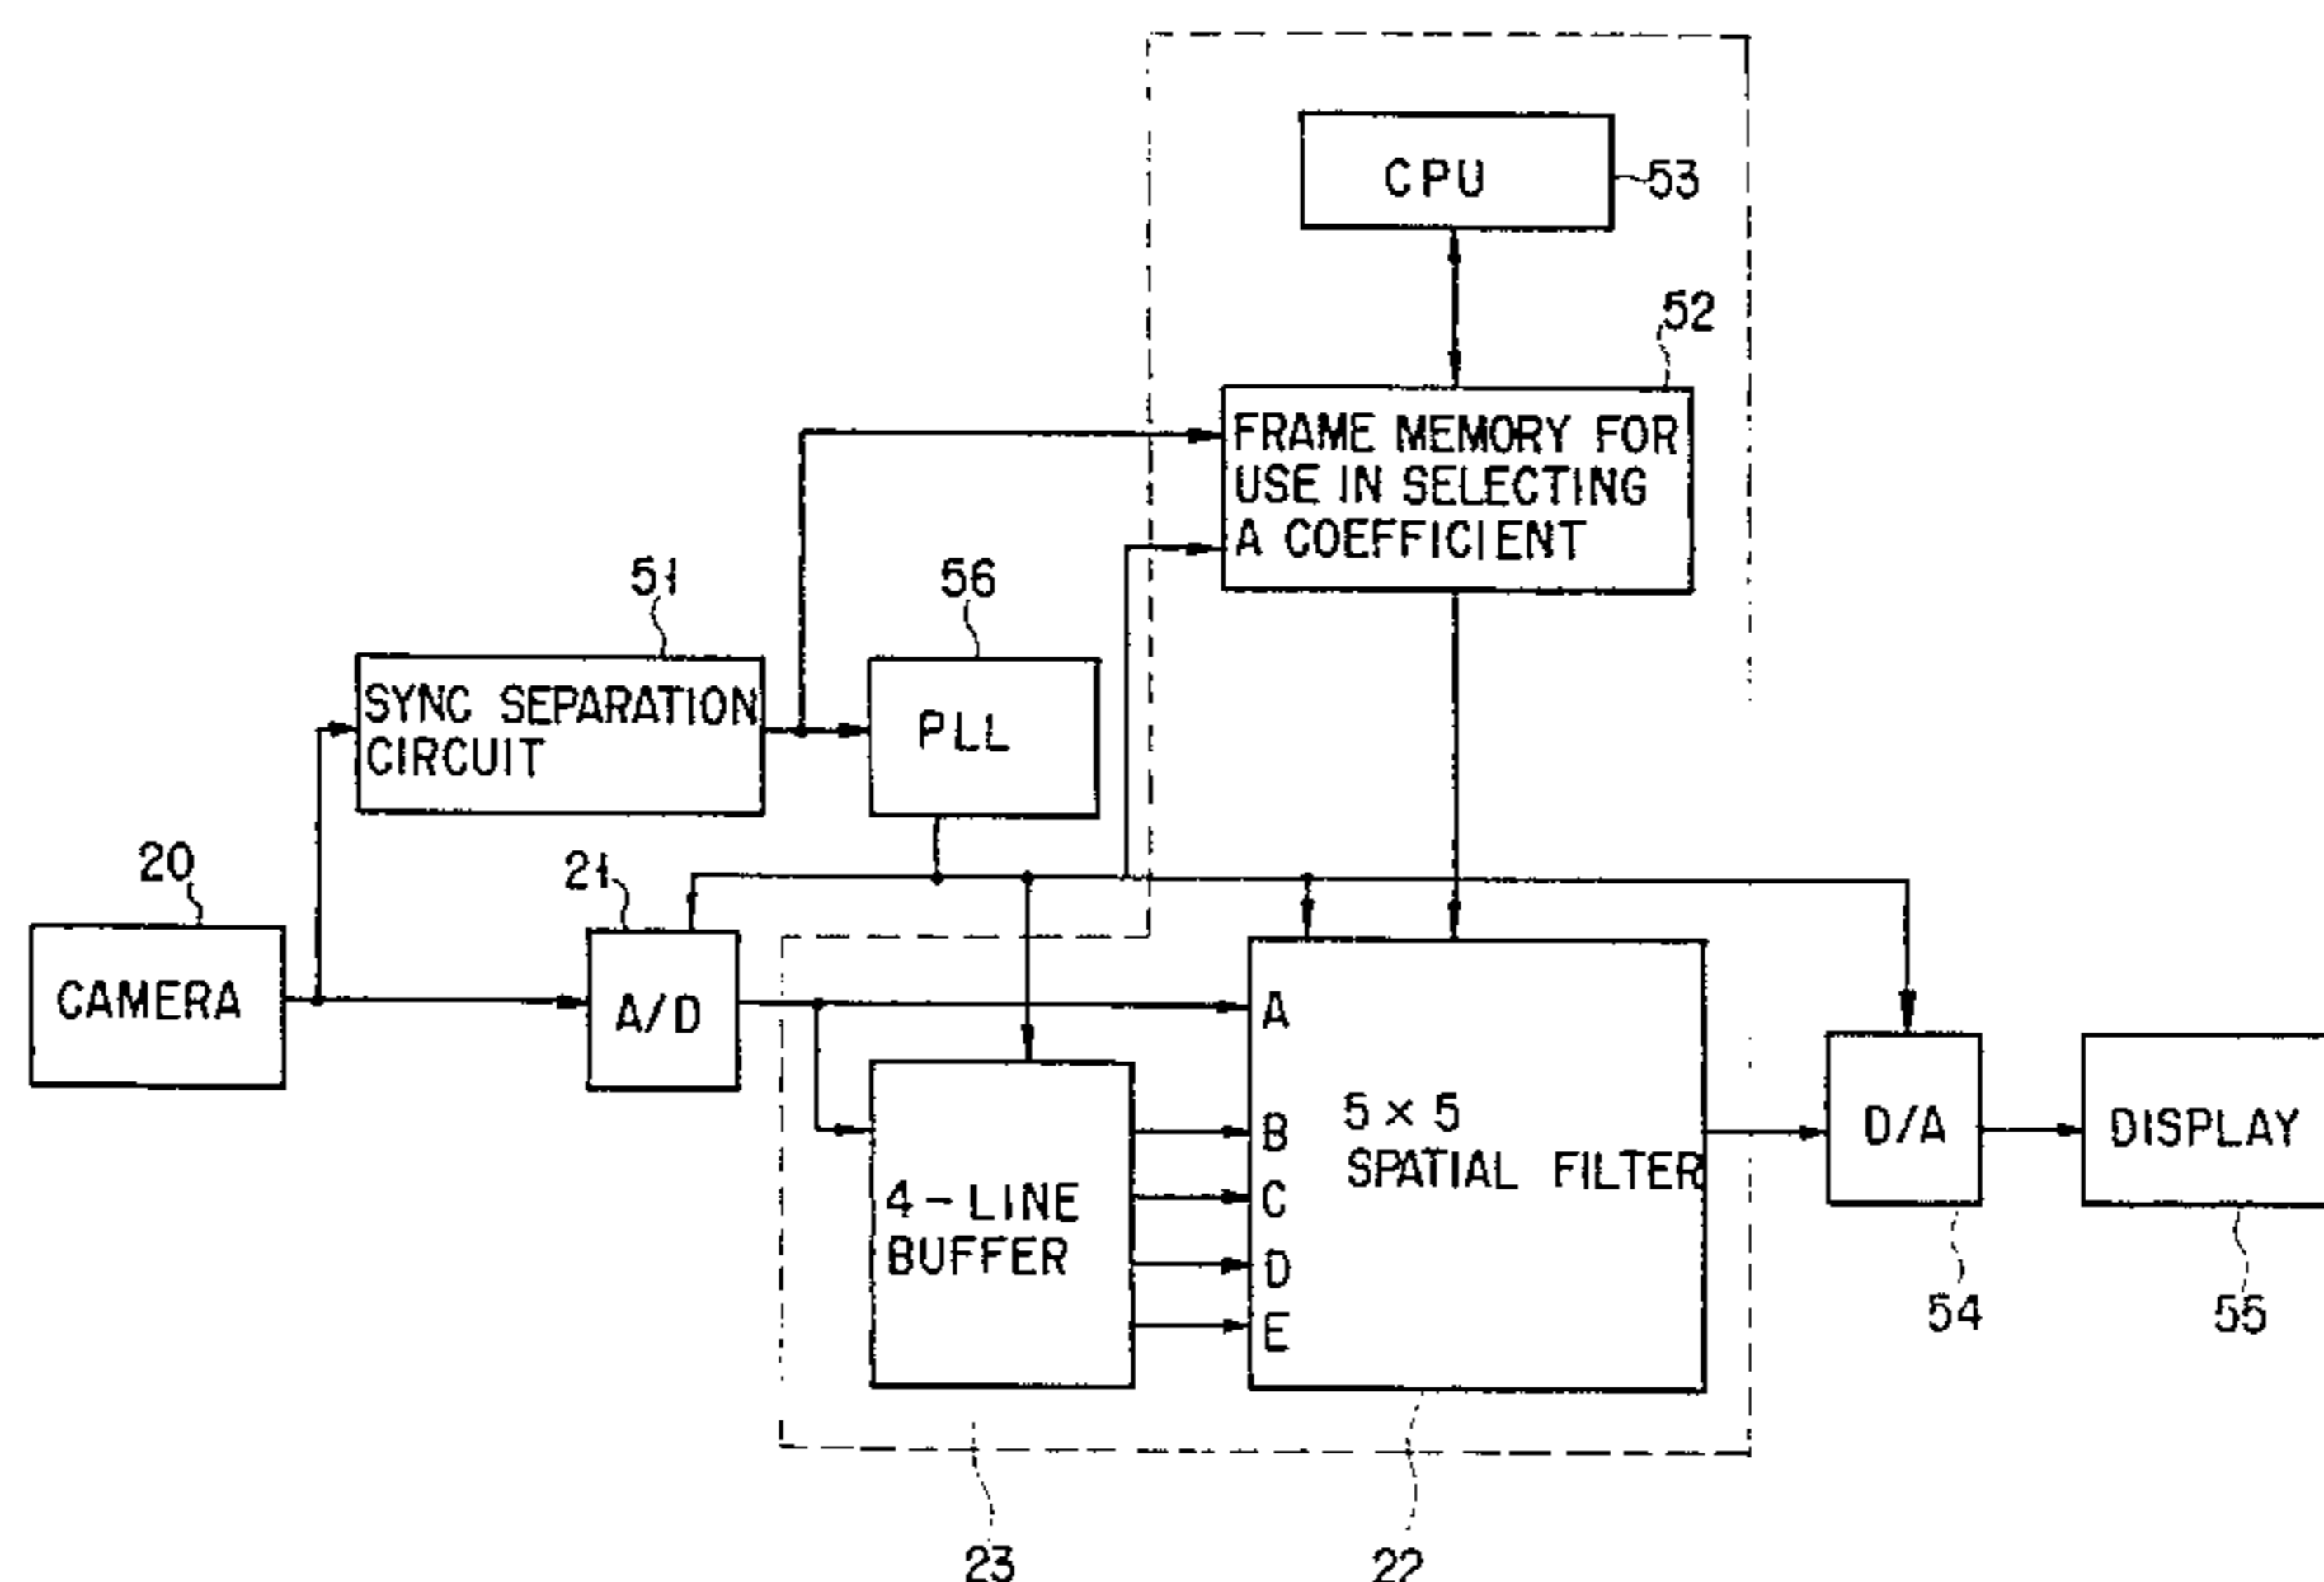 CPU
53
52
FRAME MEMORY FOR
USE IN SELECTING
A COEFFICIENT
51
56
SYNC SEPARATION
CIRCUIT
PLL
20
21
CAMERA
A/D
A
B
C
D
E
5 × 5
SPATIAL FILTER
4-LINE
BUFFER
D/A
DISPLAY
54
55
23
22